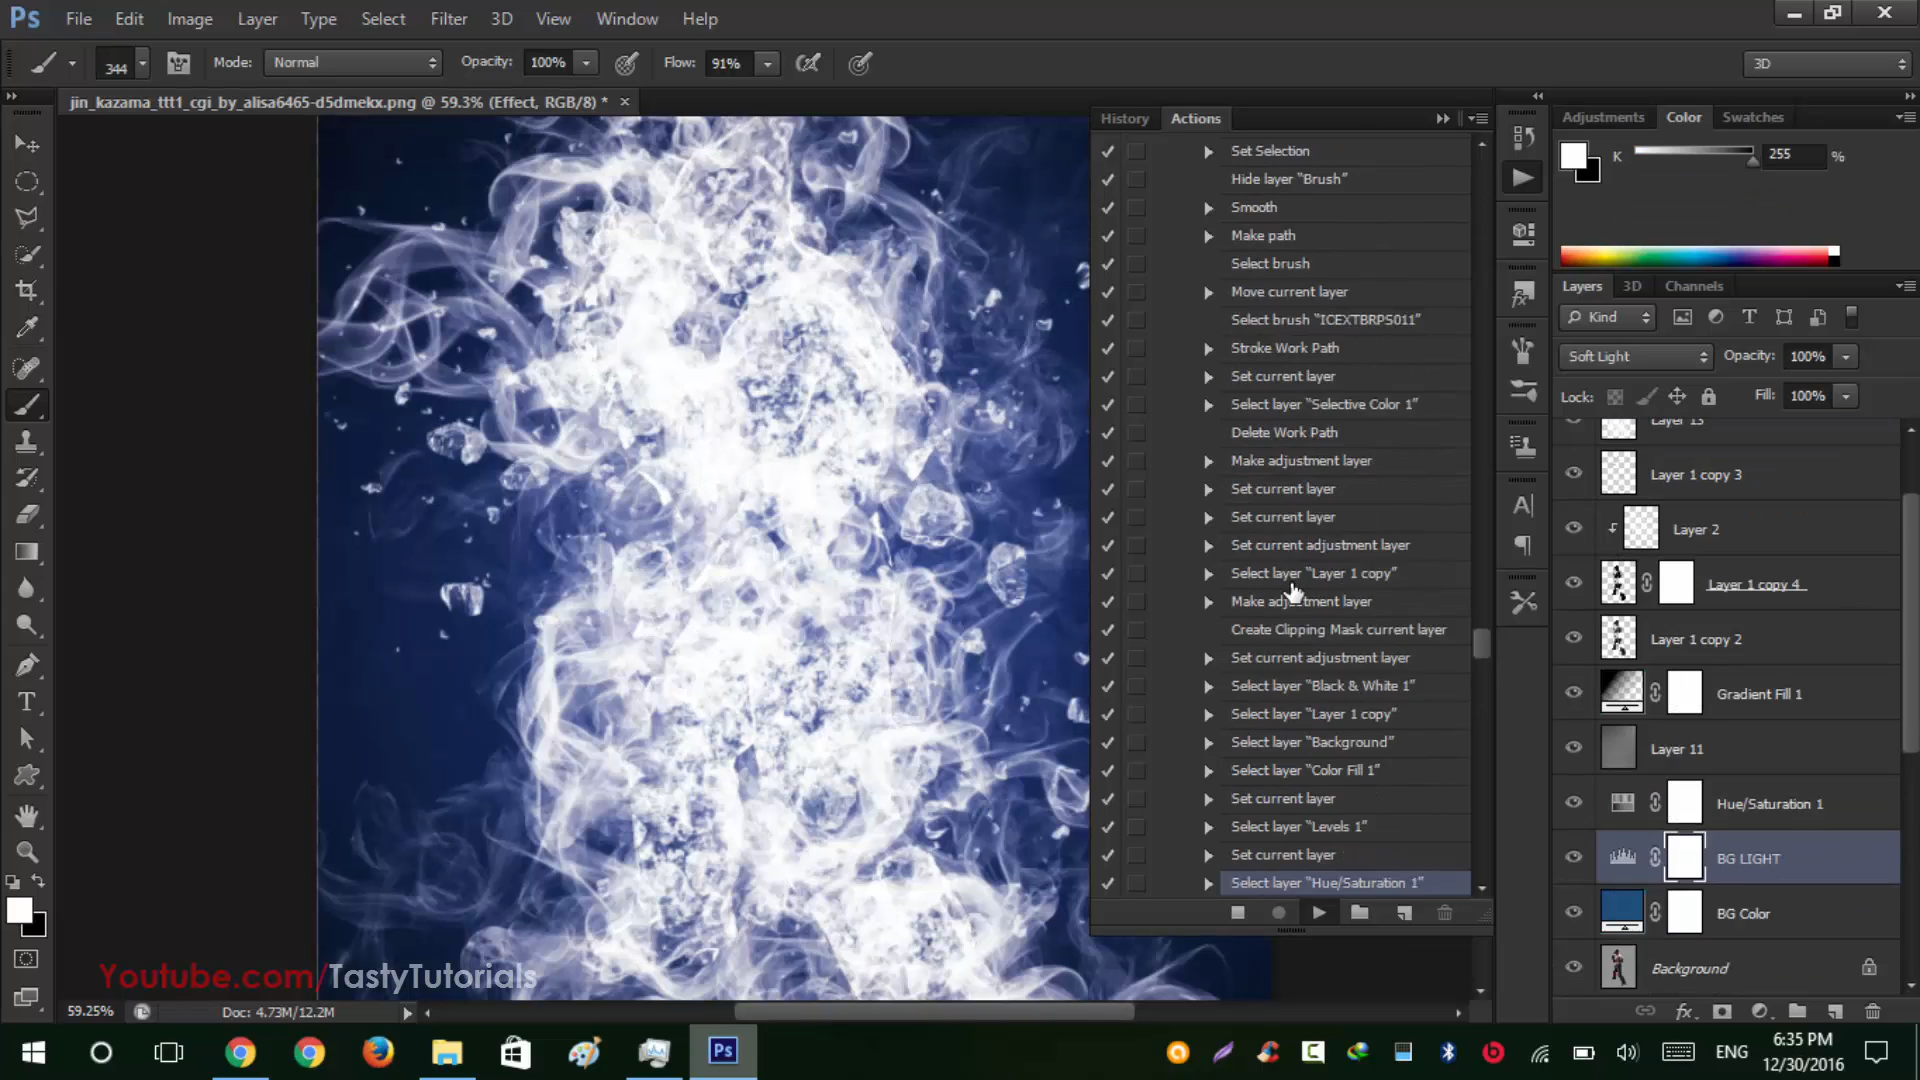 Ps File Edit Image Layer Type Select Filter 3D View Window Help
344 Mode: Normal Opacity: 100% Flow: 91% 3D
jin_kazama_ttt1_cgi_by_alisa6465-d5dmekx.png @ 59.3% (Effect, RGB/8) * ×
History Actions
Set Selection
Hide layer "Brush"
Smooth
Make path
Select brush
Move current layer
Select brush "ICEXTBRPS011"
Stroke Work Path
Set current layer
Select layer "Selective Color 1"
Delete Work Path
Make adjustment layer
Set current layer
Set current layer
Set current adjustment layer
Select layer "Layer 1 copy"
Make adjustment layer
Create Clipping Mask current layer
Set current adjustment layer
Select layer "Black & White 1"
Select layer "Layer 1 copy"
Select layer "Background"
Select layer "Color Fill 1"
Set current layer
Select layer "Levels 1"
Set current layer
Select layer "Hue/Saturation 1"
Adjustments Color Swatches
K 255 %
Layers 3D Channels
Kind
Soft Light Opacity: 100%
Lock: Fill: 100%
Layer 13
Layer 1 copy 3
Layer 2
Layer 1 copy 4
Layer 1 copy 2
Gradient Fill 1
Layer 11
Hue/Saturation 1
BG LIGHT
BG Color
Background
Youtube.com/TastyTutorials
59.25% Doc: 4.73M/12.2M
Ps ENG 6:35 PM
12/30/2016